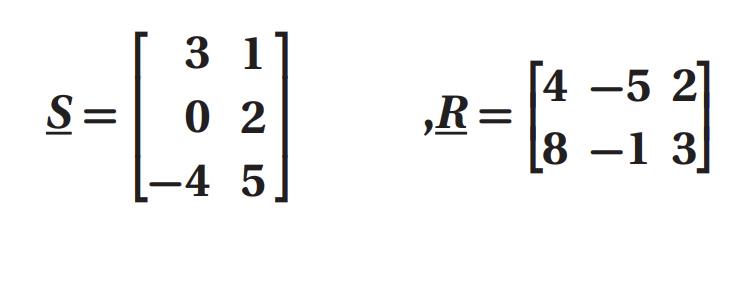 S = [ 3 1
0 2
−4 5 ]
,R = [4 −5 2
8 −1 3]